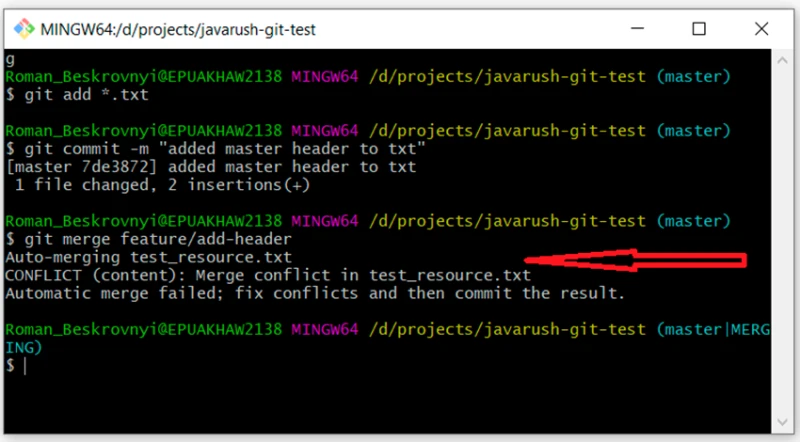 MINGW64:/d/projects/javarush-git-test
g
Roman_Beskrovnyi@EPUAKHAW2138 MINGW64 /d/projects/javarush-git-test (master)
$ git add *.txt
Roman_Beskrovnyi@EPUAKHAW2138 MINGW64 /d/projects/javarush-git-test (master)
$ git commit -m "added master header to txt"
[master 7de3872] added master header to txt
 1 file changed, 2 insertions(+)
Roman_Beskrovnyi@EPUAKHAW2138 MINGW64 /d/projects/javarush-git-test (master)
$ git merge feature/add-header
Auto-merging test_resource.txt
CONFLICT (content): Merge conflict in test_resource.txt
Automatic merge failed; fix conflicts and then commit the result.
Roman_Beskrovnyi@EPUAKHAW2138 MINGW64 /d/projects/javarush-git-test (master|MERG
ING)
$